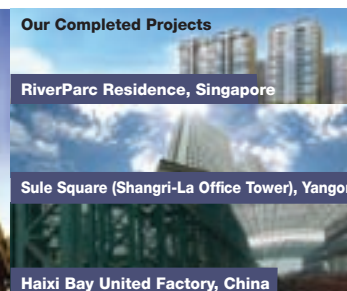 Our Completed Projects
RiverParc Residence, Singapore
Sule Square (Shangri-La Office Tower), Yangon
Haixi Bay United Factory, China